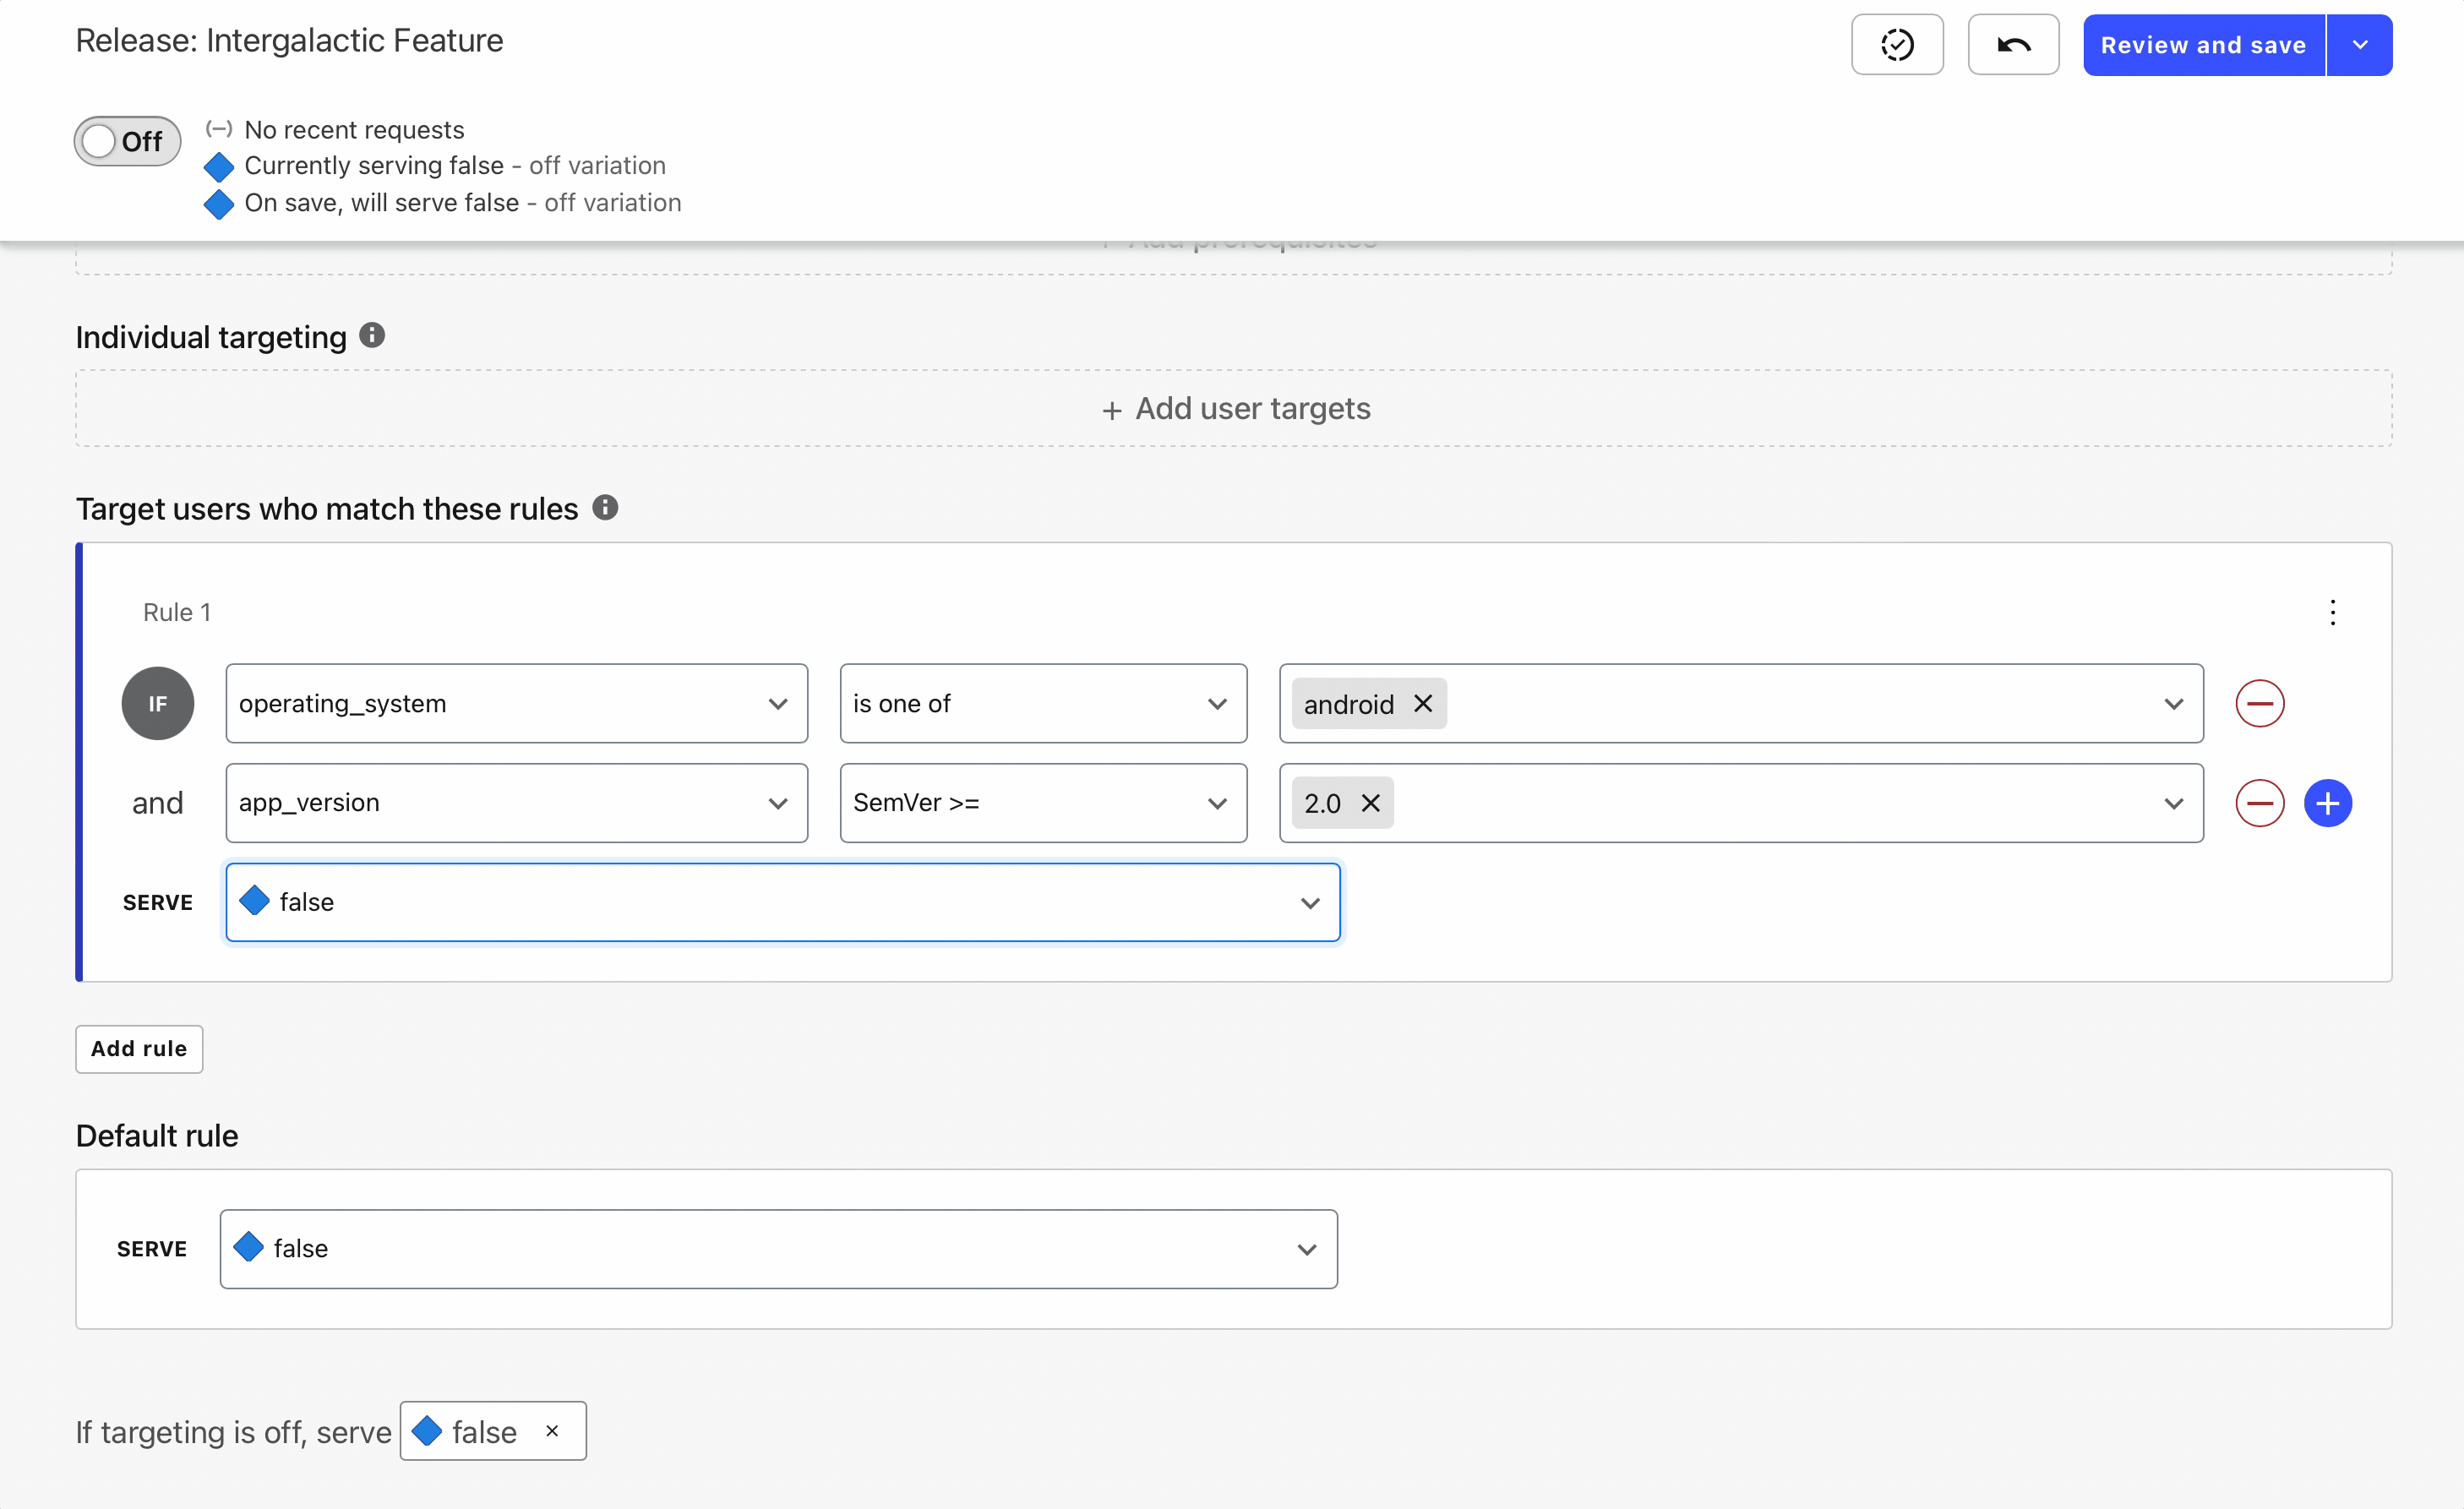 Release: Intergalactic Feature
Review and save
Off
No recent requests
Currently serving false - off variation
On save, will serve false - off variation
+ Add prerequisites
Individual targeting
+ Add user targets
Target users who match these rules
Rule 1
IF operating_system is one of android
and app_version SemVer >= 2.0
SERVE false
Add rule
Default rule
SERVE false
If targeting is off, serve false